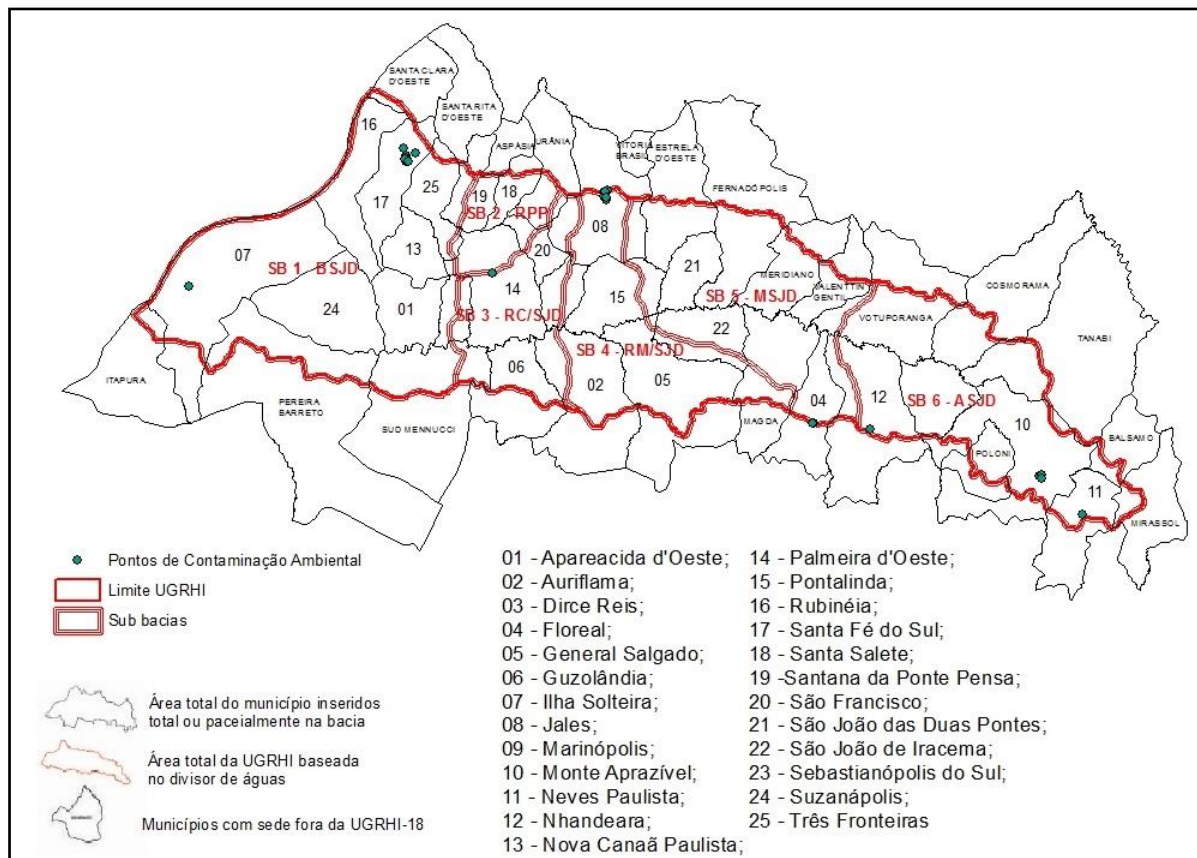 SANTA CLARA
D'OESTE
SANTA RITA
D'OESTE
ASPÁSIA
URÂNIA
VITORIA
BRASIL
ESTRELA
D'OESTE
FERNADÓPOLIS
16
25
19
18
17
SB 2 - RPP
08
13
20
07
SB 1 - BSJD
21
MERIDIANO
COSMORAMA
14
15
SB 5 - MSJD
VALENTTIN
GENTIL
24
01
SB 3 - RC/SJD
22
VOTUPORANGA
TANABI
SB 4 - RM/SJD
06
ITAPURA
PEREIRA
BARRETO
02
05
04
12
SB 6 - ASJD
SUD MENNUCCI
MAGDA
10
BALSAMO
POLONI
11
MIRASSOL
Pontos de Contaminação Ambiental
Limite UGRHI
Sub bacias
Área total do município inseridos
total ou paceialmente na bacia
Área total da UGRHI baseada
no divisor de águas
Municípios com sede fora da UGRHI-18
01 - Apareacida d'Oeste;
02 - Auriflama;
03 - Dirce Reis;
04 - Floreal;
05 - General Salgado;
06 - Guzolândia;
07 - Ilha Solteira;
08 - Jales;
09 - Marinópolis;
10 - Monte Aprazível;
11 - Neves Paulista;
12 - Nhandeara;
13 - Nova Canaã Paulista;
14 - Palmeira d'Oeste;
15 - Pontalinda;
16 - Rubinéia;
17 - Santa Fé do Sul;
18 - Santa Salete;
19 -Santana da Ponte Pensa;
20 - São Francisco;
21 - São João das Duas Pontes;
22 - São João de Iracema;
23 - Sebastianópolis do Sul;
24 - Suzanápolis;
25 - Três Fronteiras